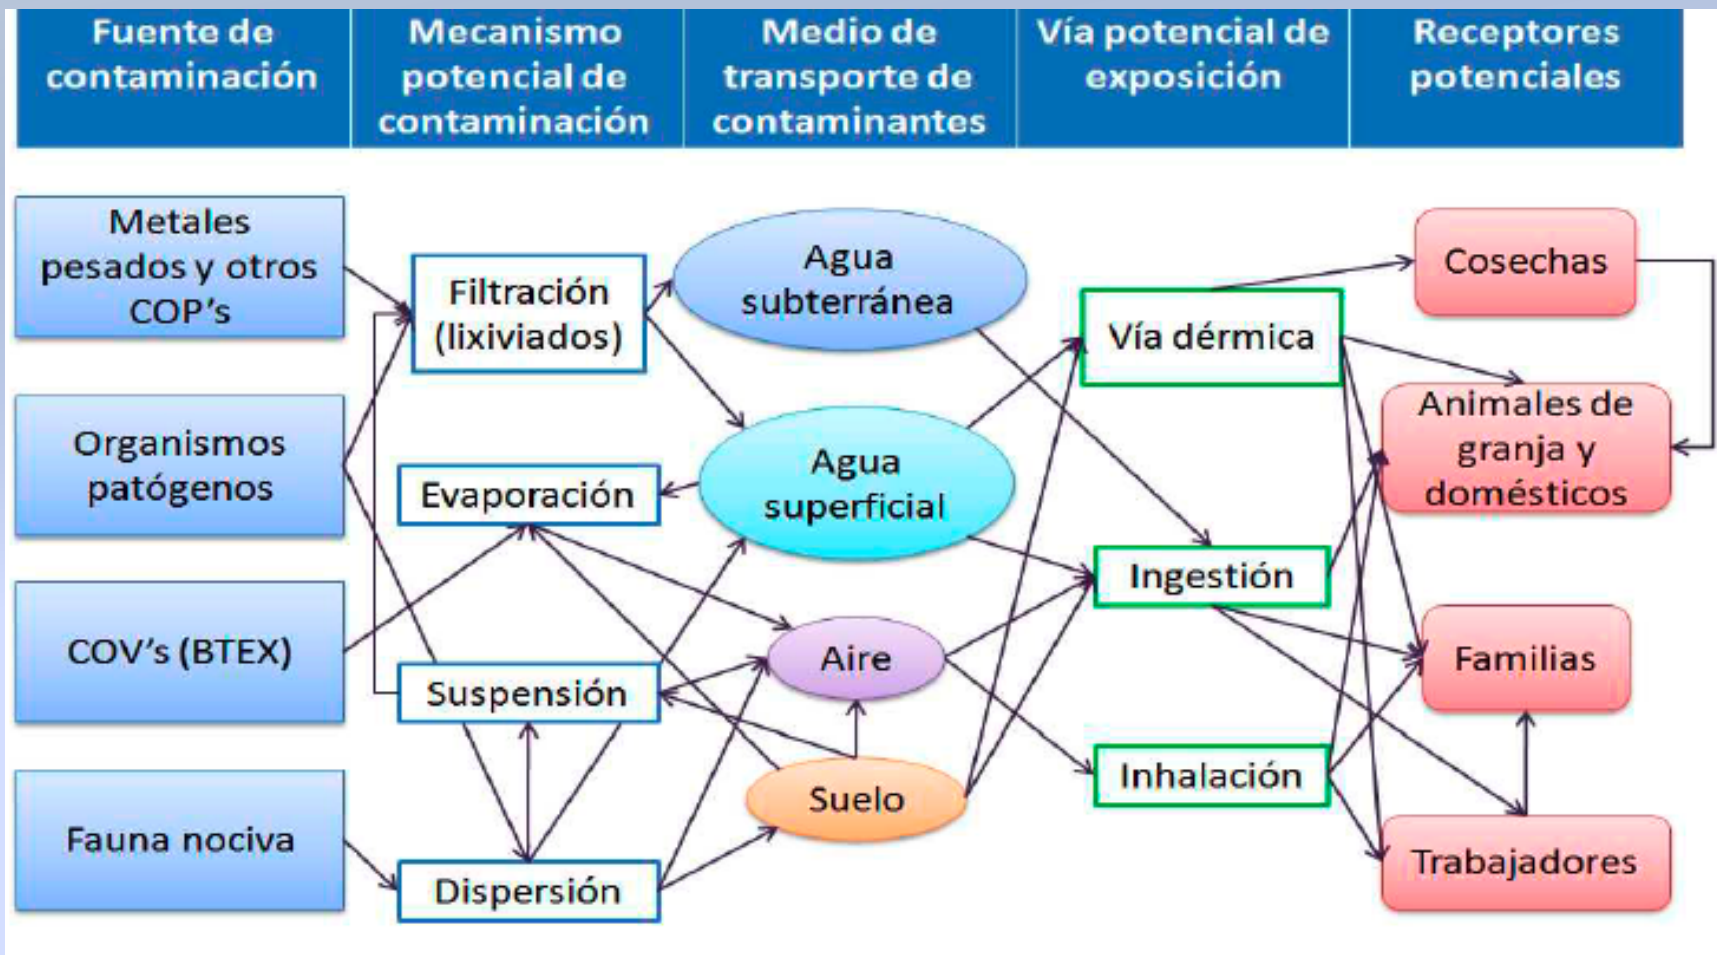 Fuente de
contaminación
Mecanismo
potencial de
contaminación
Medio de
transporte de
contaminantes
Vía potencial de
exposición
Receptores
potenciales
Metales
pesados y otros
COP's
Organismos
patógenos
COV's (BTEX)
Fauna nociva
Filtración
(lixiviados)
Evaporación
Suspensión
Dispersión
Agua
subterránea
Agua
superficial
Aire
Suelo
Vía dérmica
Ingestión
Inhalación
Cosechas
Animales de
granja y
domésticos
Familias
Trabajadores